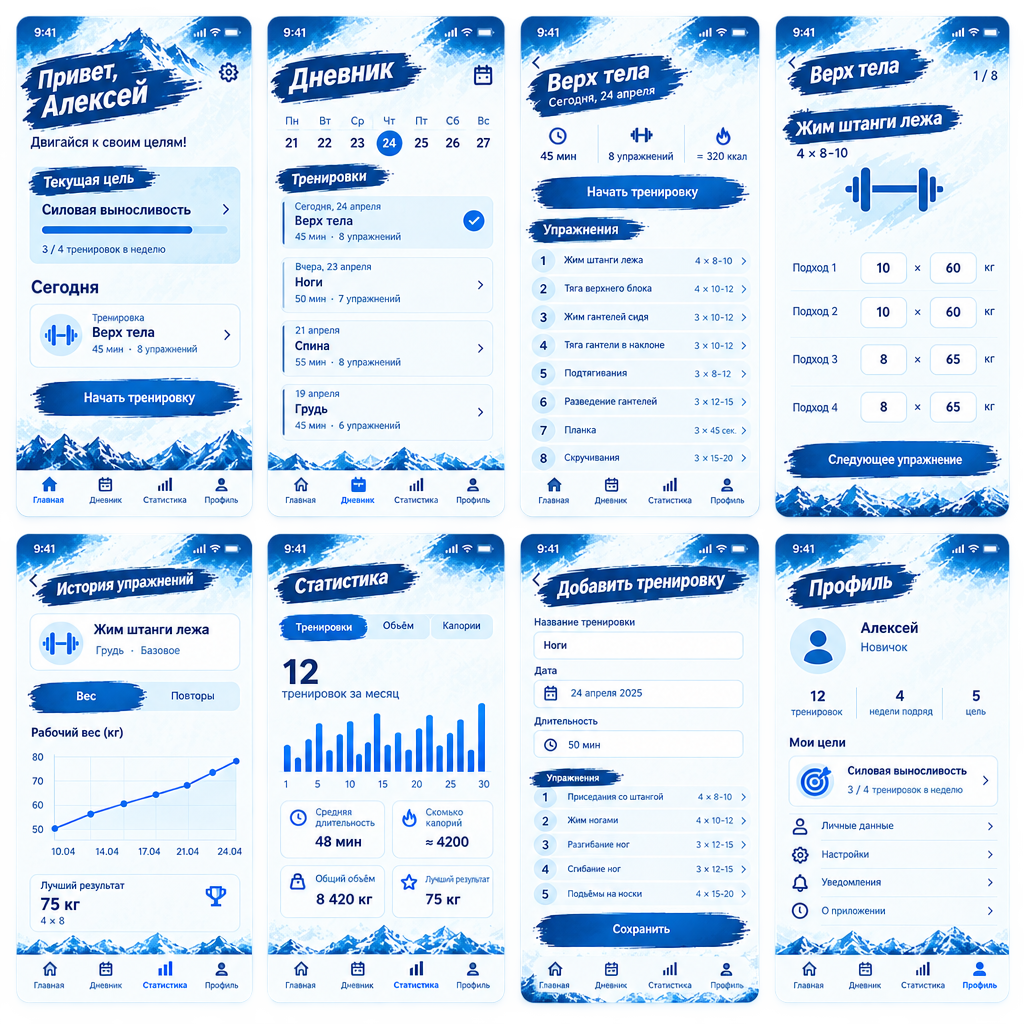 9:41
Привет,
Алексей
Двигайся к своим целям!
Текущая цель
Силовая выносливость
3 / 4 тренировок в неделю
Сегодня
Тренировка
Верх тела
45 мин · 8 упражнений
Начать тренировку
Главная Дневник Статистика Профиль
9:41
Дневник
Пн Вт Ср Чт Пт Сб Вс
21 22 23 24 25 26 27
Тренировки
Сегодня, 24 апреля
Верх тела
45 мин · 8 упражнений
Вчера, 23 апреля
Ноги
50 мин · 7 упражнений
21 апреля
Спина
55 мин · 8 упражнений
19 апреля
Грудь
45 мин · 6 упражнений
Главная Дневник Статистика Профиль
9:41
Верх тела
Сегодня, 24 апреля
45 мин 8 упражнений = 320 ккал
Начать тренировку
Упражнения
1 Жим штанги лежа 4 × 8-10
2 Тяга верхнего блока 4 × 10-12
3 Жим гантелей сидя 3 × 10-12
4 Тяга гантели в наклоне 3 × 10-12
5 Подтягивания 3 × 8-12
6 Разведение гантелей 3 × 12-15
7 Планка 3 × 45 сек.
8 Скручивания 3 × 15-20
Главная Дневник Статистика Профиль
9:41
Верх тела 1 / 8
Жим штанги лежа
4 × 8-10
Подход 1 10 × 60 кг
Подход 2 10 × 60 кг
Подход 3 8 × 65 кг
Подход 4 8 × 65 кг
Следующее упражнение
9:41
История упражнений
Жим штанги лежа
Грудь · Базовое
Вес Повторы
Рабочий вес (кг)
80
70
60
50
10.04 14.04 17.04 21.04 24.04
Лучший результат
75 кг
4 × 8
Главная Дневник Статистика Профиль
9:41
Статистика
Тренировки Объём Калории
12
тренировок за месяц
1 5 10 15 20 25 30
Средняя
длительность
48 мин
Скомько
калорий
≈ 4200
Общий объём
8 420 кг
Лучший результат
75 кг
Главная Дневник Статистика Профиль
9:41
Добавить тренировку
Название тренировки
Ноги
Дата
24 апреля 2025
Длительность
50 мин
Упражнения
1 Приседания со штангой 4 × 8-10
2 Жим ногами 4 × 10-12
3 Разгибание ног 3 × 12-15
4 Сгибание ног 3 × 12-15
5 Подъёмы на носки 4 × 15-20
Сохранить
Главная Дневник Статистика Профиль
9:41
Профиль
Алексей
Новичок
12 4 5
тренировок недели подряд цель
Мои цели
Силовая выносливость
3 / 4 тренировок в неделю
Личные данные
Настройки
Уведомления
О приложении
Главная Дневник Статистика Профиль